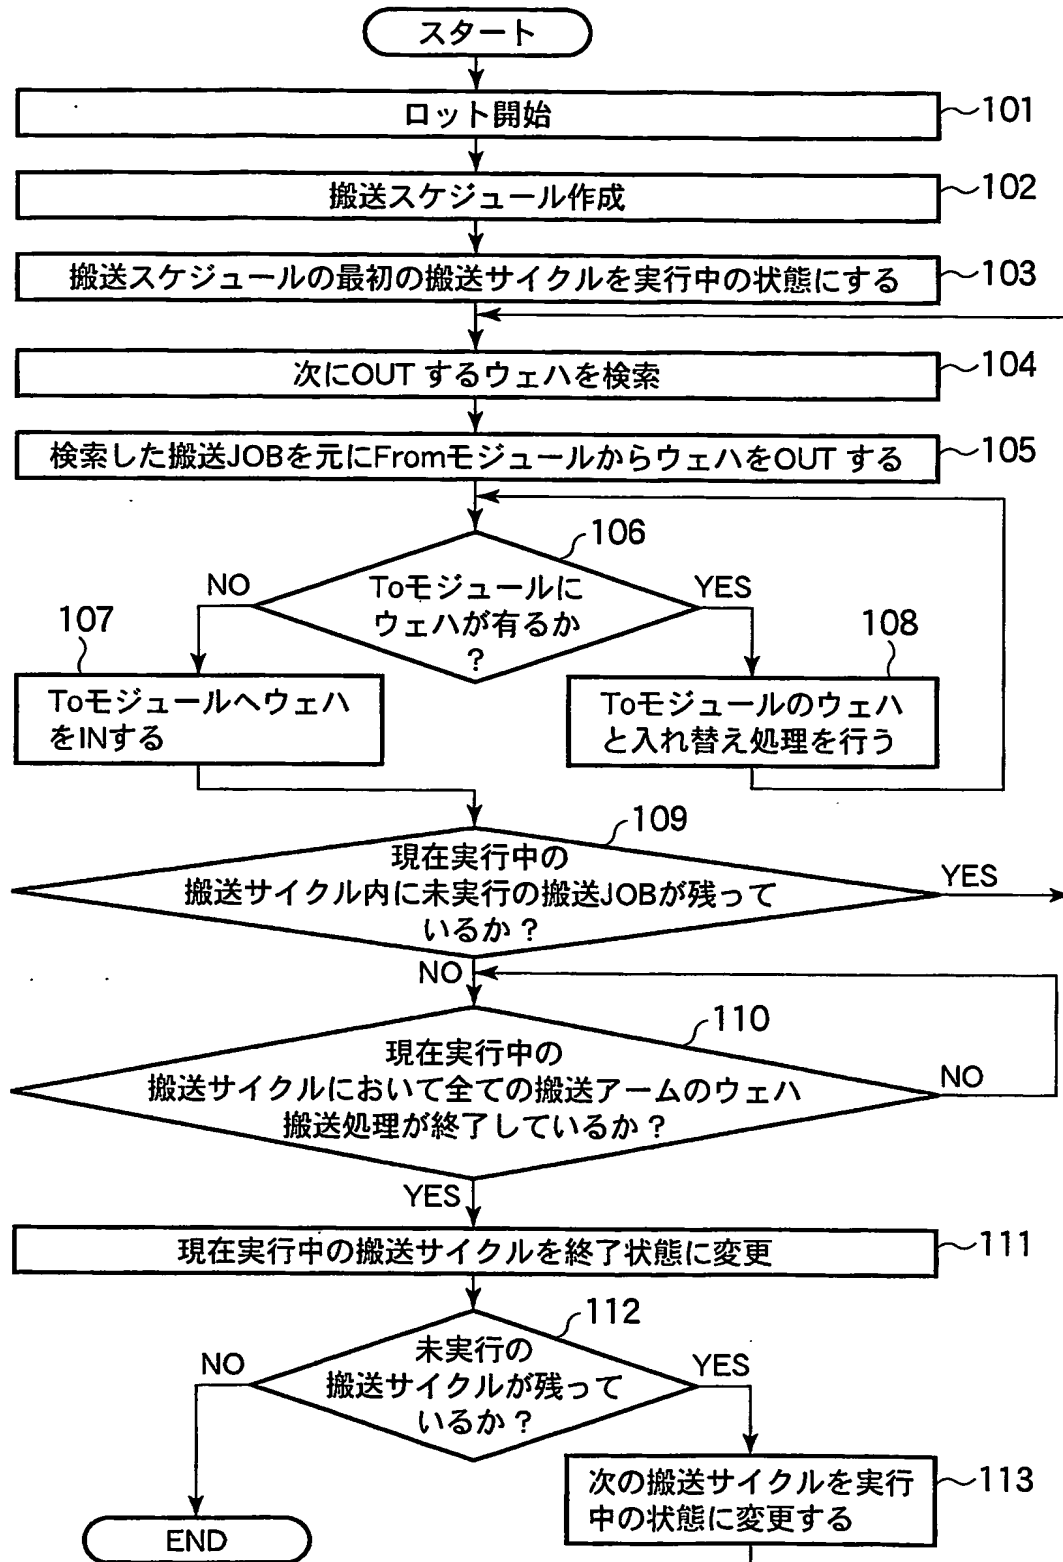 スタート
ロット開始
101
搬送スケジュール作成
102
搬送スケジュールの最初の搬送サイクルを実行中の状態にする
103
次にOUT するウェハを検索
104
検索した搬送JOBを元にFromモジュールからウェハをOUT する
105
106
NO
Toモジュールに
ウェハが有るか
?
YES
107
Toモジュールへウェハ
をINする
108
Toモジュールのウェハ
と入れ替え処理を行う
109
現在実行中の
搬送サイクル内に未実行の搬送JOBが残って
いるか？
YES
NO
110
現在実行中の
搬送サイクルにおいて全ての搬送アームのウェハ
搬送処理が終了しているか？
NO
YES
現在実行中の搬送サイクルを終了状態に変更
111
112
NO
未実行の
搬送サイクルが残って
いるか？
YES
次の搬送サイクルを実行
中の状態に変更する
113
END